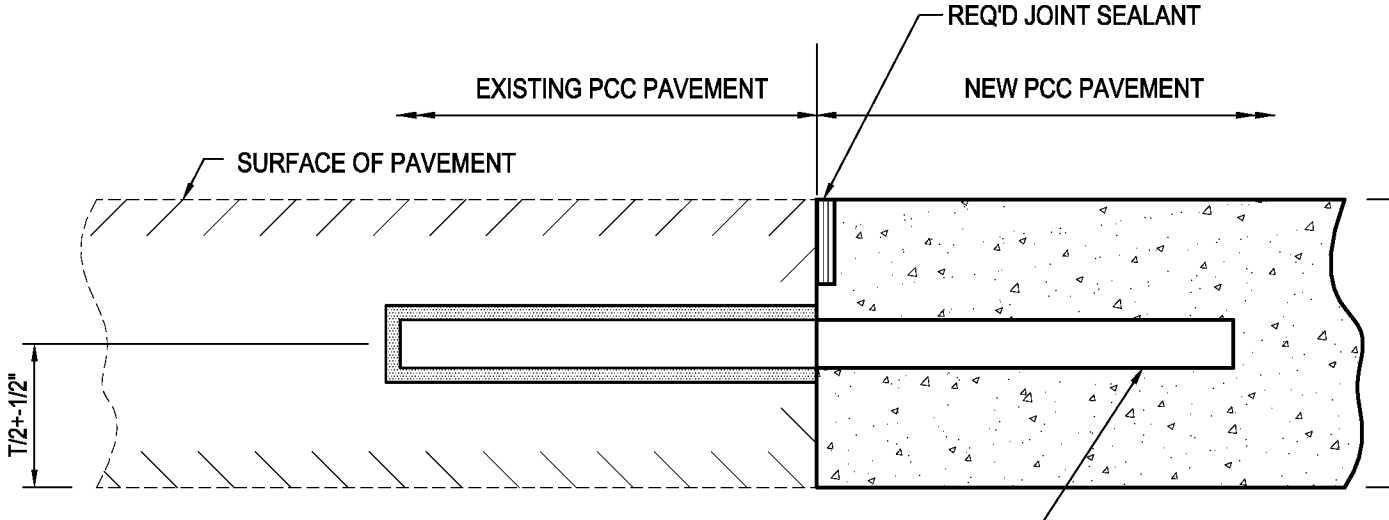 REQ'D JOINT SEALANT
EXISTING PCC PAVEMENT
NEW PCC PAVEMENT
SURFACE OF PAVEMENT
T/2+-1/2"